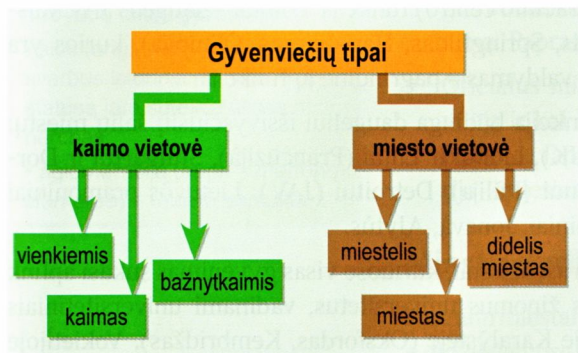 Gyvenviečių tipai
kaimo vietovė
miesto vietovė
vienkiemis
kaimas
bažnytkaimis
miestelis
miestas
didelis
miestas